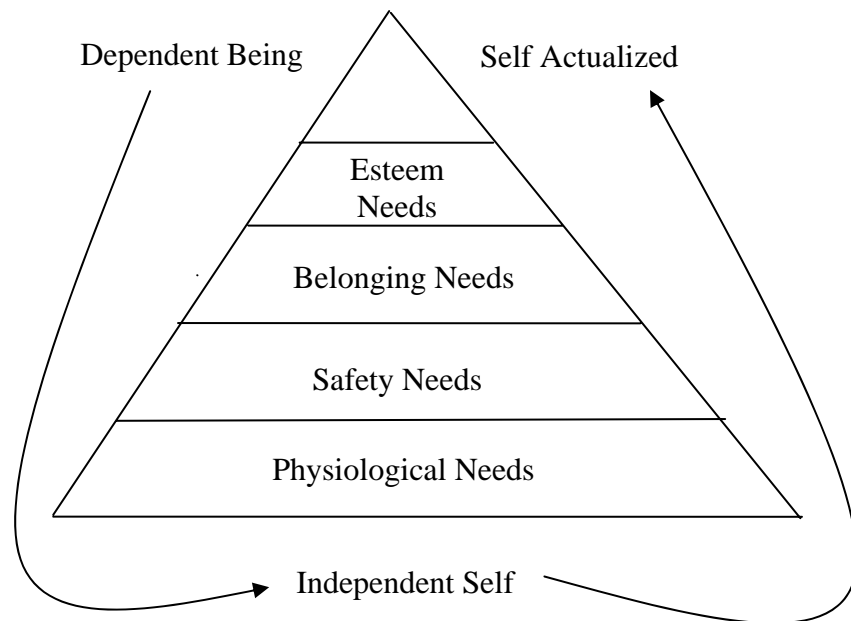 Dependent Being
Self Actualized
Esteem
Needs
Belonging Needs
Safety Needs
Physiological Needs
Independent Self